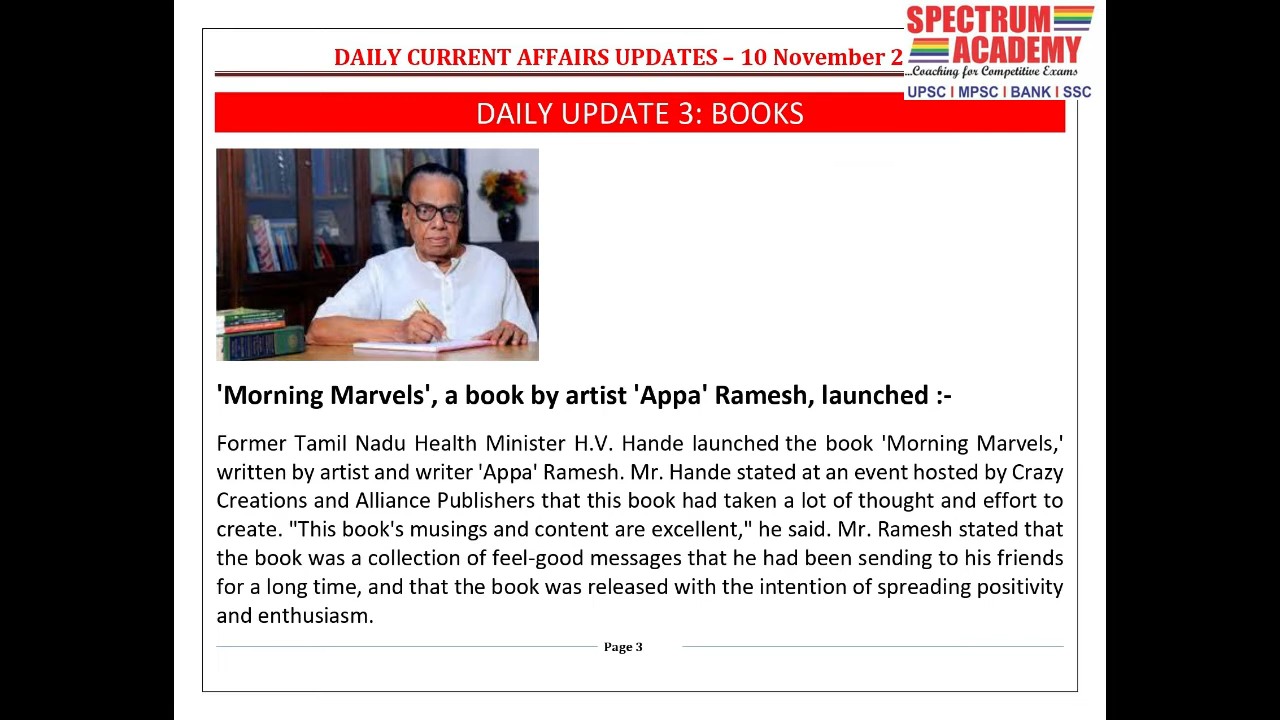 SPECTRUM
ACADEMY
...Coaching for Competitive Exams
UPSC I MPSC I BANK I SSC
DAILY CURRENT AFFAIRS UPDATES – 10 November 2
DAILY UPDATE 3: BOOKS
'Morning Marvels', a book by artist 'Appa' Ramesh, launched :-
Former Tamil Nadu Health Minister H.V. Hande launched the book 'Morning Marvels,'
written by artist and writer 'Appa' Ramesh. Mr. Hande stated at an event hosted by Crazy
Creations and Alliance Publishers that this book had taken a lot of thought and effort to
create. "This book's musings and content are excellent," he said. Mr. Ramesh stated that
the book was a collection of feel-good messages that he had been sending to his friends
for a long time, and that the book was released with the intention of spreading positivity
and enthusiasm.
Page 3